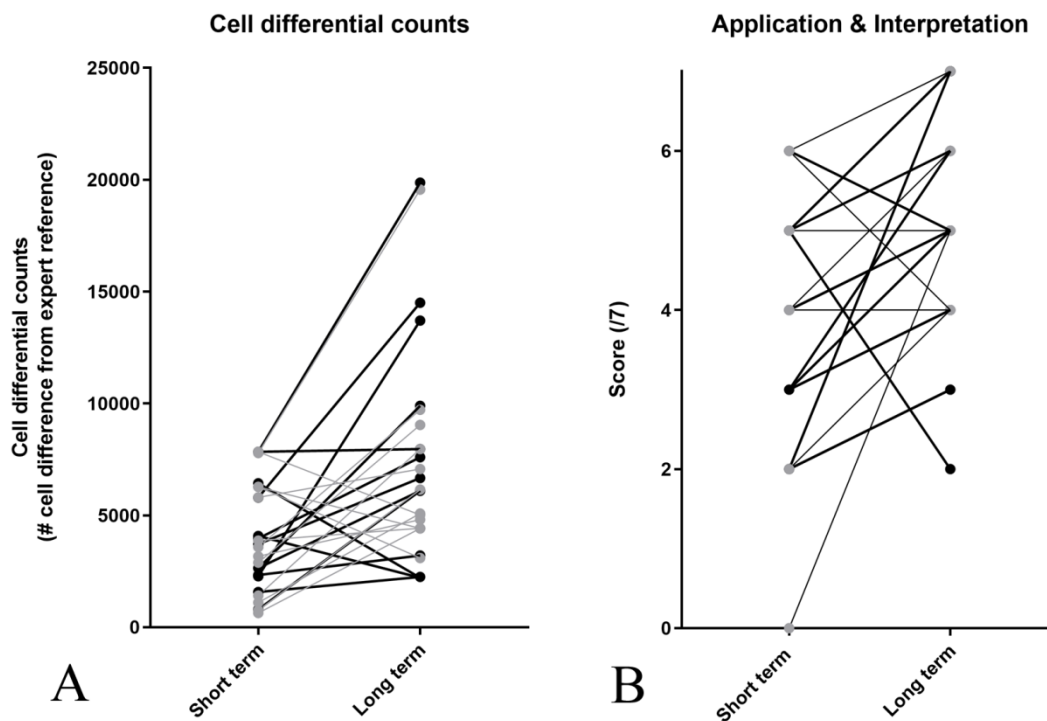 Cell differential counts
Cell differential counts
(# cell difference from expert reference)
25000
20000
15000
10000
5000
0
Short term
Long term
A
Application & Interpretation
Score (/7)
6
4
2
0
Short term
Long term
B